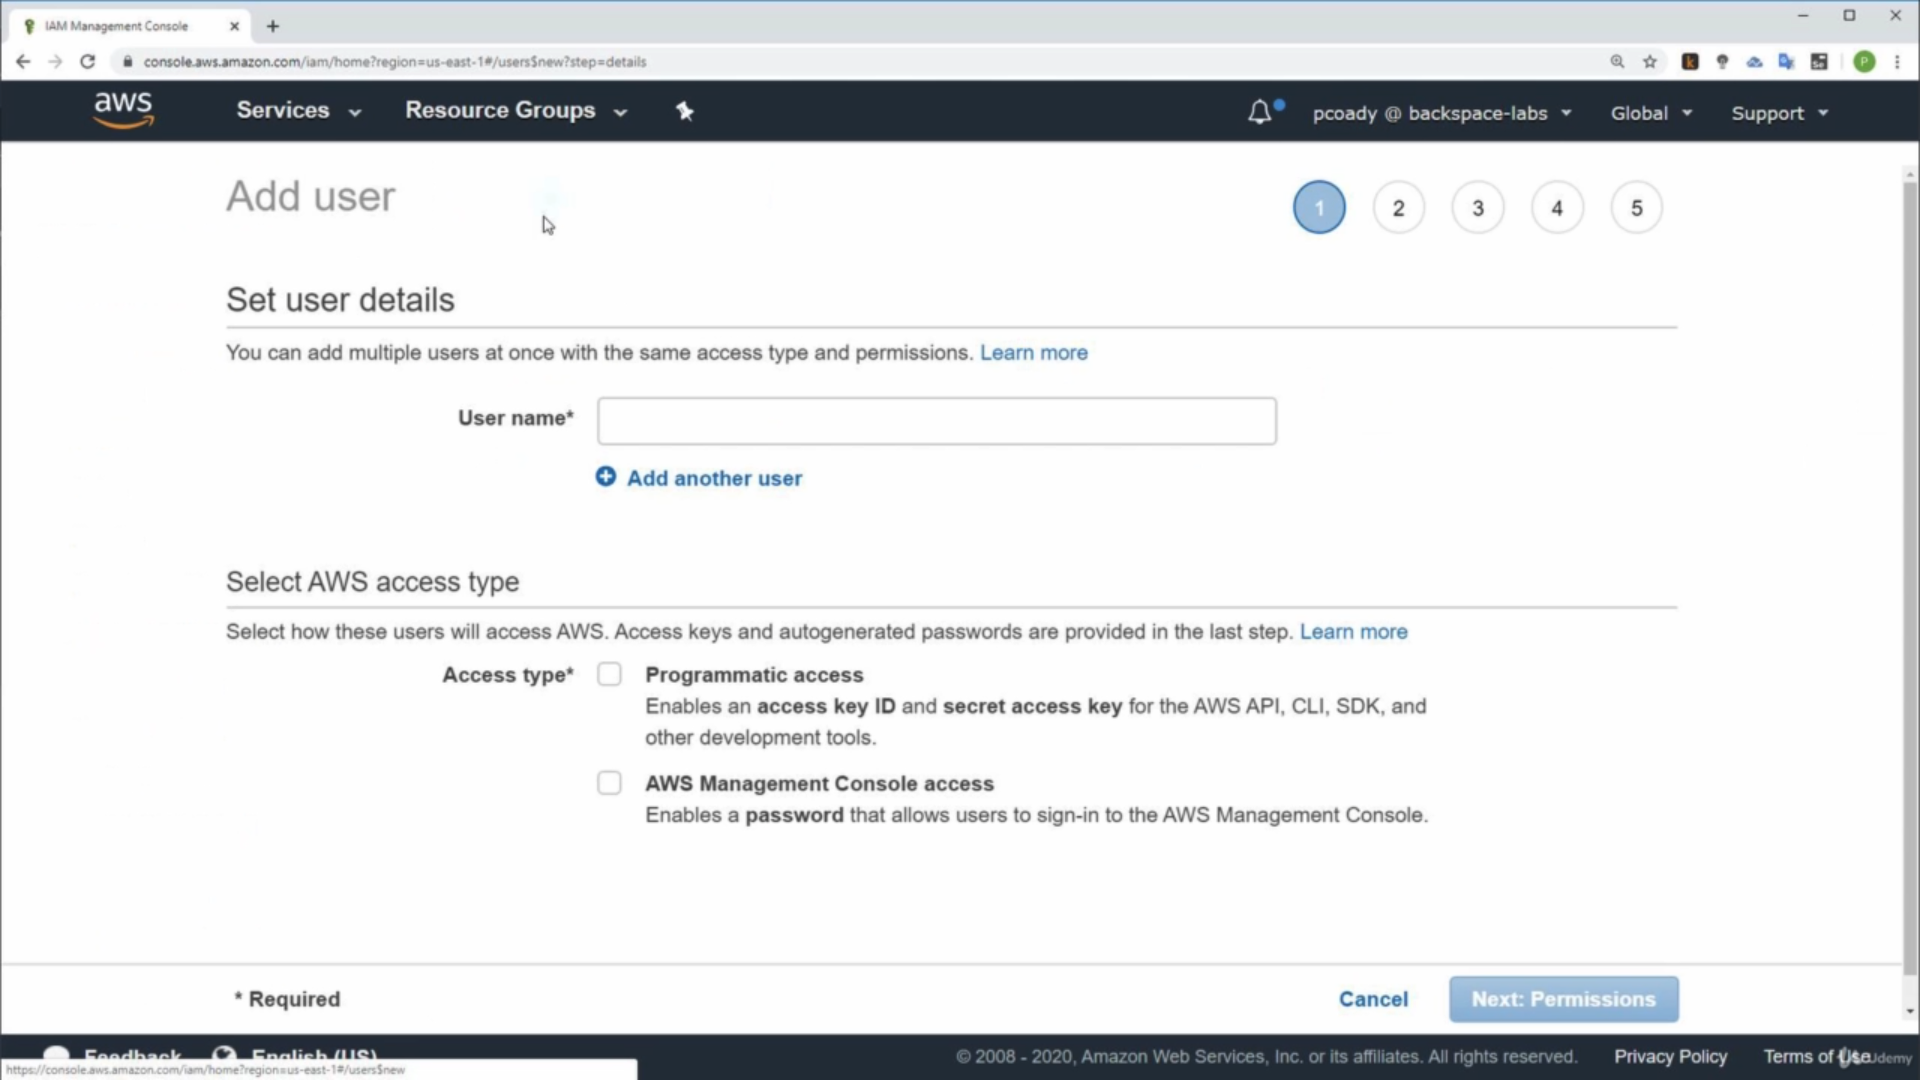 IAM Management Console
console.aws.amazon.com/iam/home?region=us-east-1#/users$new?step=details
aws Services Resource Groups pcoady @ backspace-labs Global Support
Add user
1 2 3 4 5
Set user details
You can add multiple users at once with the same access type and permissions. Learn more
User name*
Add another user
Select AWS access type
Select how these users will access AWS. Access keys and autogenerated passwords are provided in the last step. Learn more
Access type* Programmatic access
Enables an access key ID and secret access key for the AWS API, CLI, SDK, and
other development tools.
AWS Management Console access
Enables a password that allows users to sign-in to the AWS Management Console.
* Required Cancel Next: Permissions
Feedback English (US) © 2008 - 2020, Amazon Web Services, Inc. or its affiliates. All rights reserved. Privacy Policy Terms of Use
https://console.aws.amazon.com/iam/home?region=us-east-1#/users$new